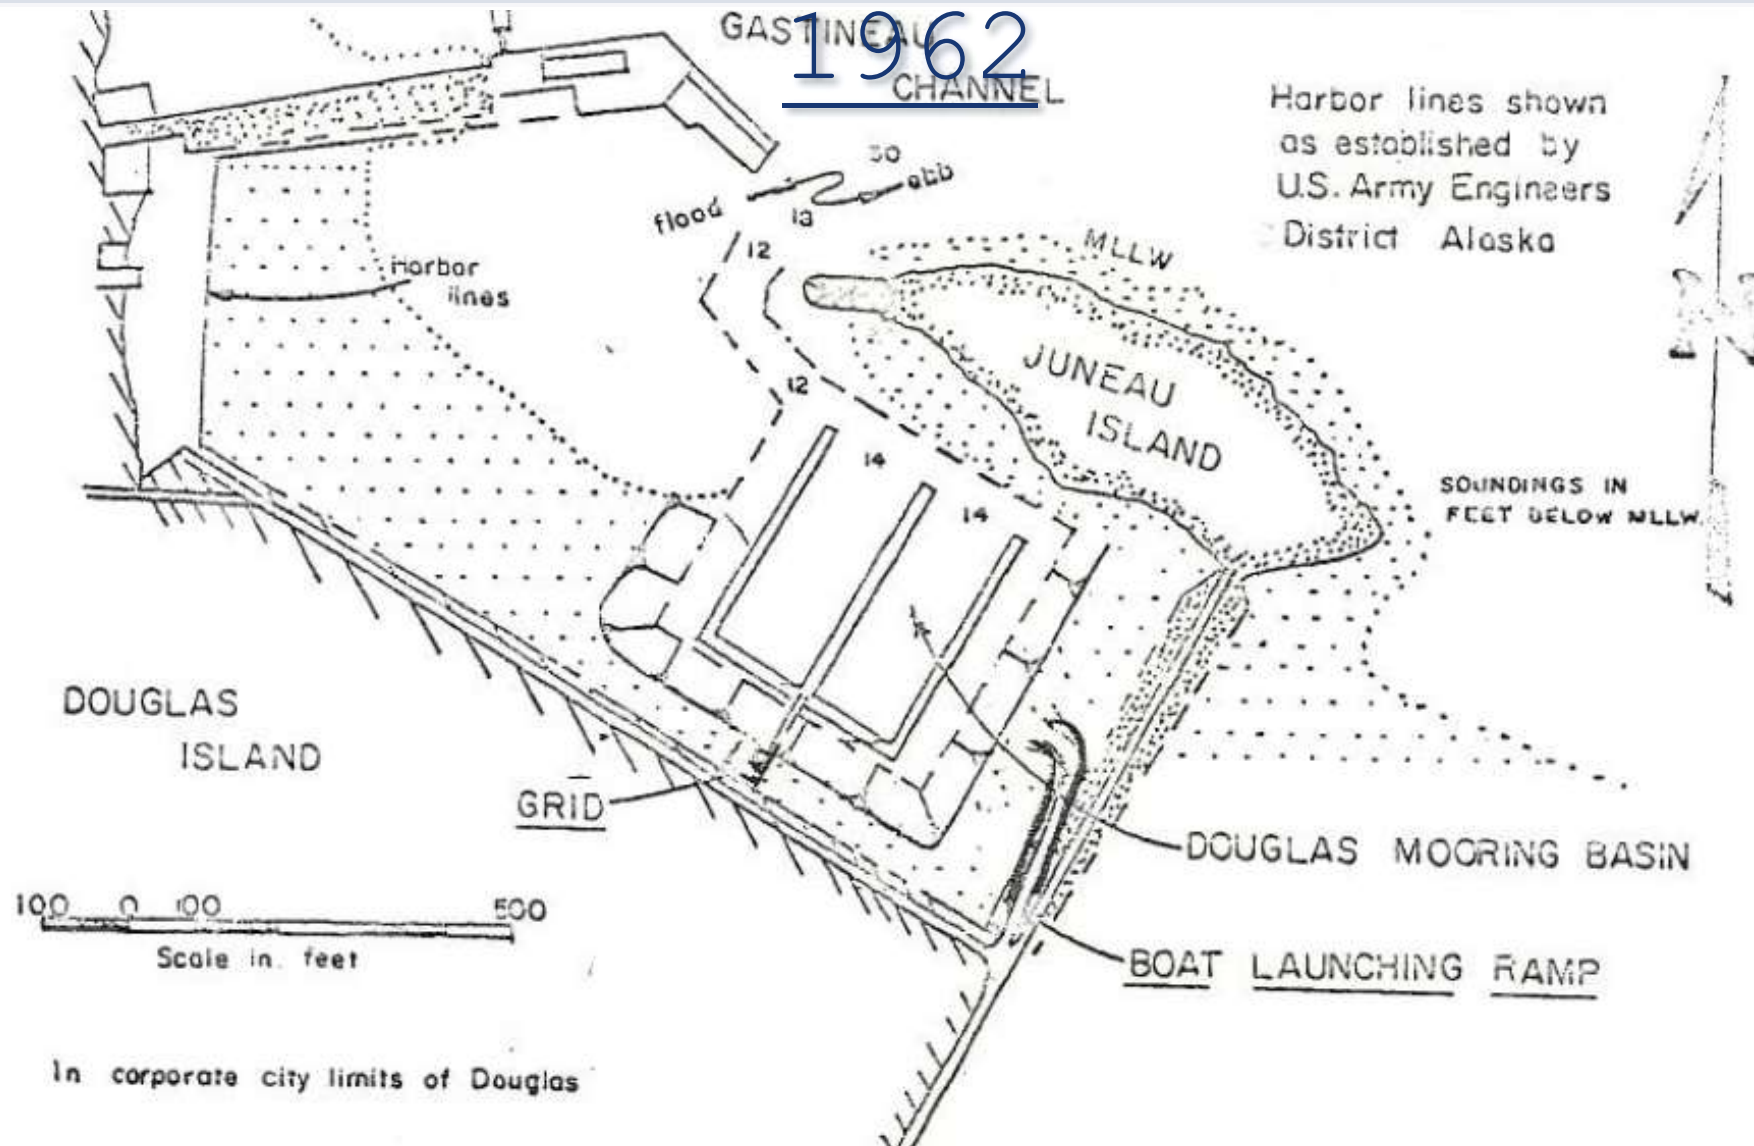 1962
GASTINEAU
CHANNEL
Harbor lines shown
as established by
U.S. Army Engineers
District Alaska
flood
ebb
12
MLLW
Harbor
lines
12
JUNEAU
ISLAND
14
14
SOUNDINGS IN
FEET BELOW MLLW
DOUGLAS
ISLAND
GRID
DOUGLAS MOORING BASIN
100 0 100 500
Scale in feet
BOAT LAUNCHING RAMP
In corporate city limits of Douglas